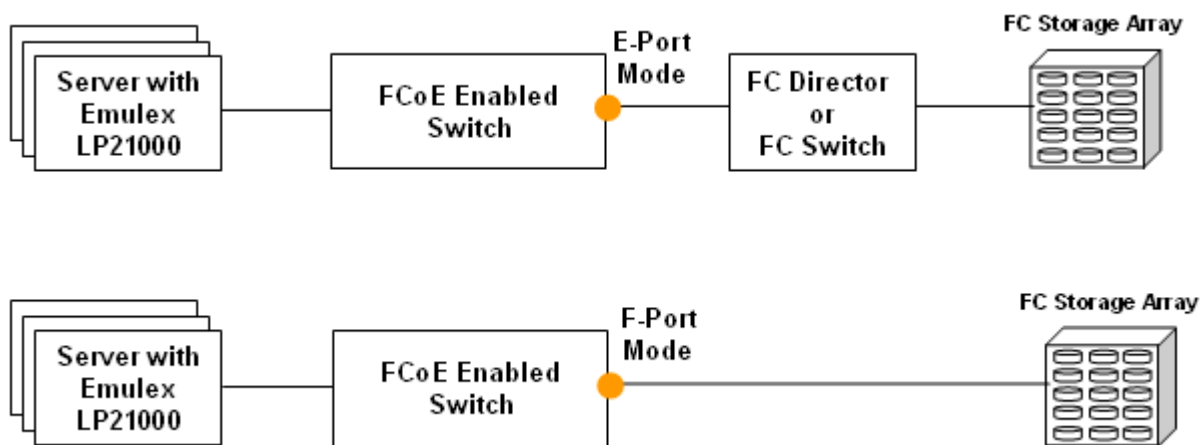 FC Storage Array
E-Port
Mode
Server with
Emulex
LP21000
FCoE Enabled
Switch
FC Director
or
FC Switch
FC Storage Array
F-Port
Mode
Server with
Emulex
LP21000
FCoE Enabled
Switch